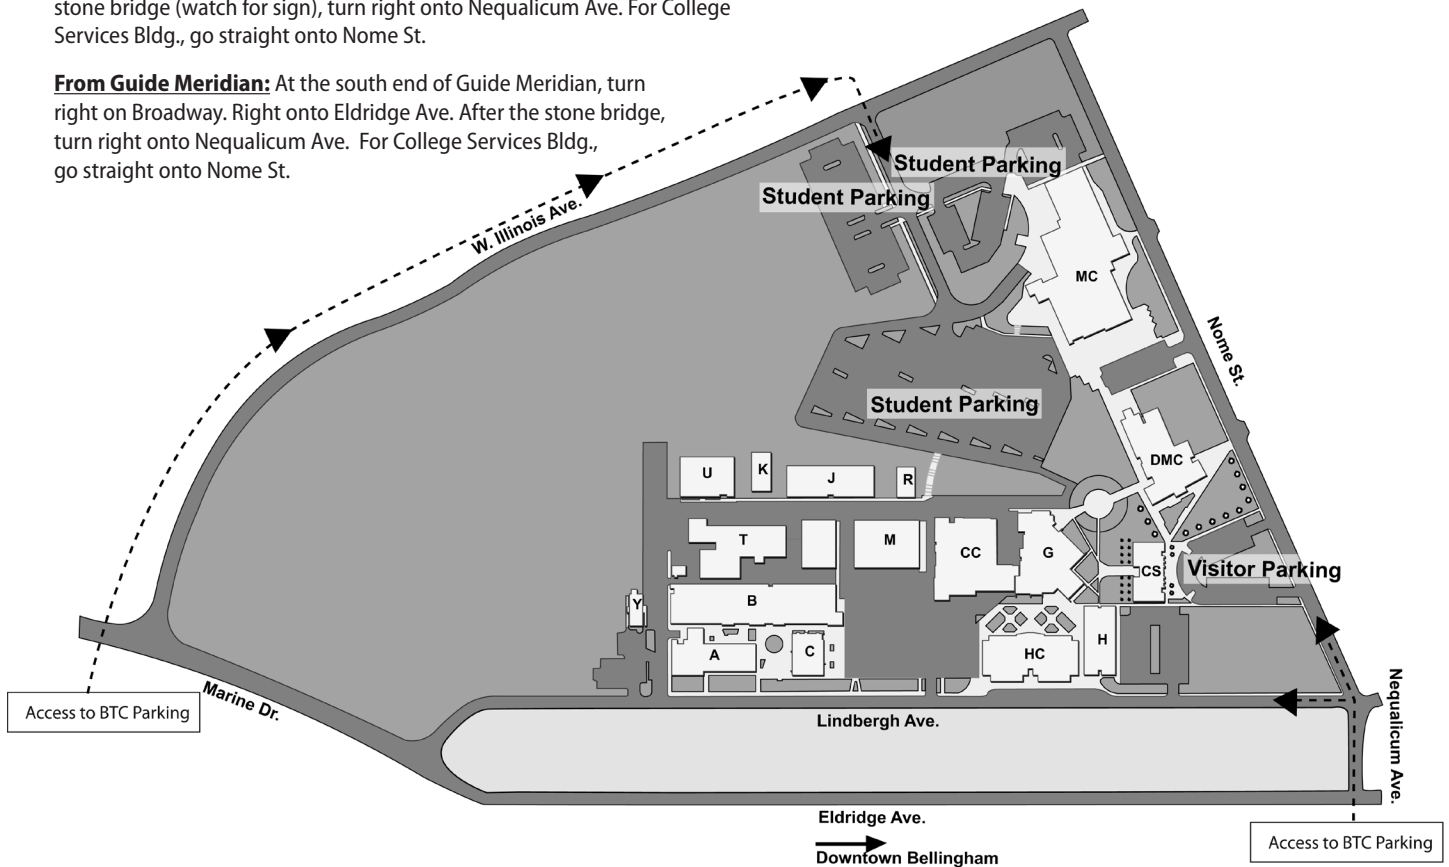 stone bridge (watch for sign), turn right onto Nequalicum Ave. For College
Services Bldg., go straight onto Nome St.
From Guide Meridian: At the south end of Guide Meridian, turn
right on Broadway. Right onto Eldridge Ave. After the stone bridge,
turn right onto Nequalicum Ave. For College Services Bldg.,
go straight onto Nome St.
Student Parking
Student Parking
W. Illinois Ave.
MC
Nome St.
Student Parking
DMC
U
K
J
R
T
M
CC
G
CS
Visitor Parking
Y
B
A
C
HC
H
Access to BTC Parking
Marine Dr.
Lindbergh Ave.
Nequalicum Ave.
Eldridge Ave.
Downtown Bellingham
Access to BTC Parking